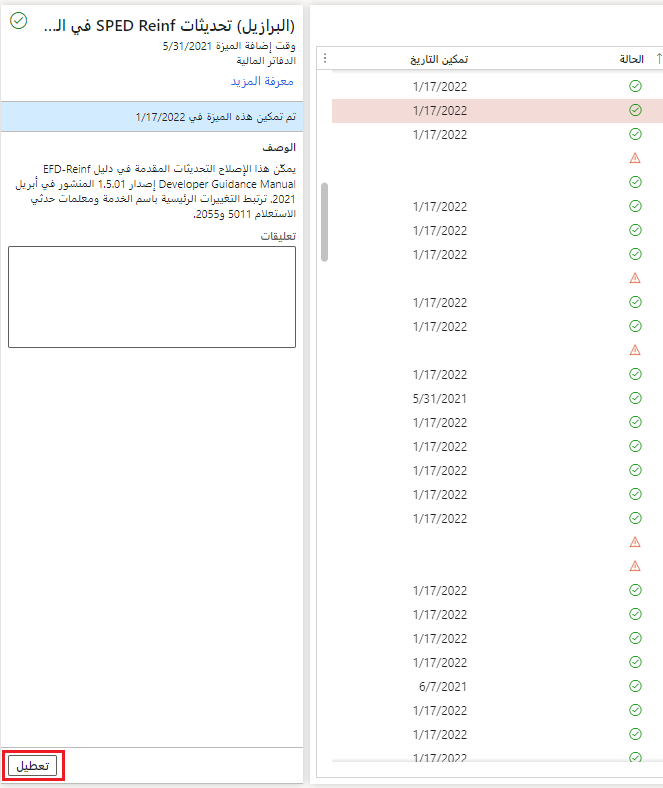 (البرازيل) تحديثات SPED Reinf في الـ...
وقت إضافة الميزة 5/31/2021
الدفاتر المالية
معرفة المزيد
تم تمكين هذه الميزة في 1/17/2022
الوصف
يمكّن هذا الإصلاح التحديثات المقدمة في دليل EFD-Reinf
Developer Guidance Manual إصدار 1.5.01 المنشور في أبريل
2021. ترتبط التغييرات الرئيسية باسم الخدمة ومعلمات حدثي
الاستعلام 5011 و2055.
تعليقات
تعطيل
الحالة تمكين التاريخ
1/17/2022
1/17/2022
1/17/2022
1/17/2022
1/17/2022
1/17/2022
1/17/2022
1/17/2022
1/17/2022
5/31/2021
1/17/2022
1/17/2022
1/17/2022
1/17/2022
1/17/2022
1/17/2022
1/17/2022
1/17/2022
1/17/2022
6/7/2021
1/17/2022
1/17/2022
1/17/2022